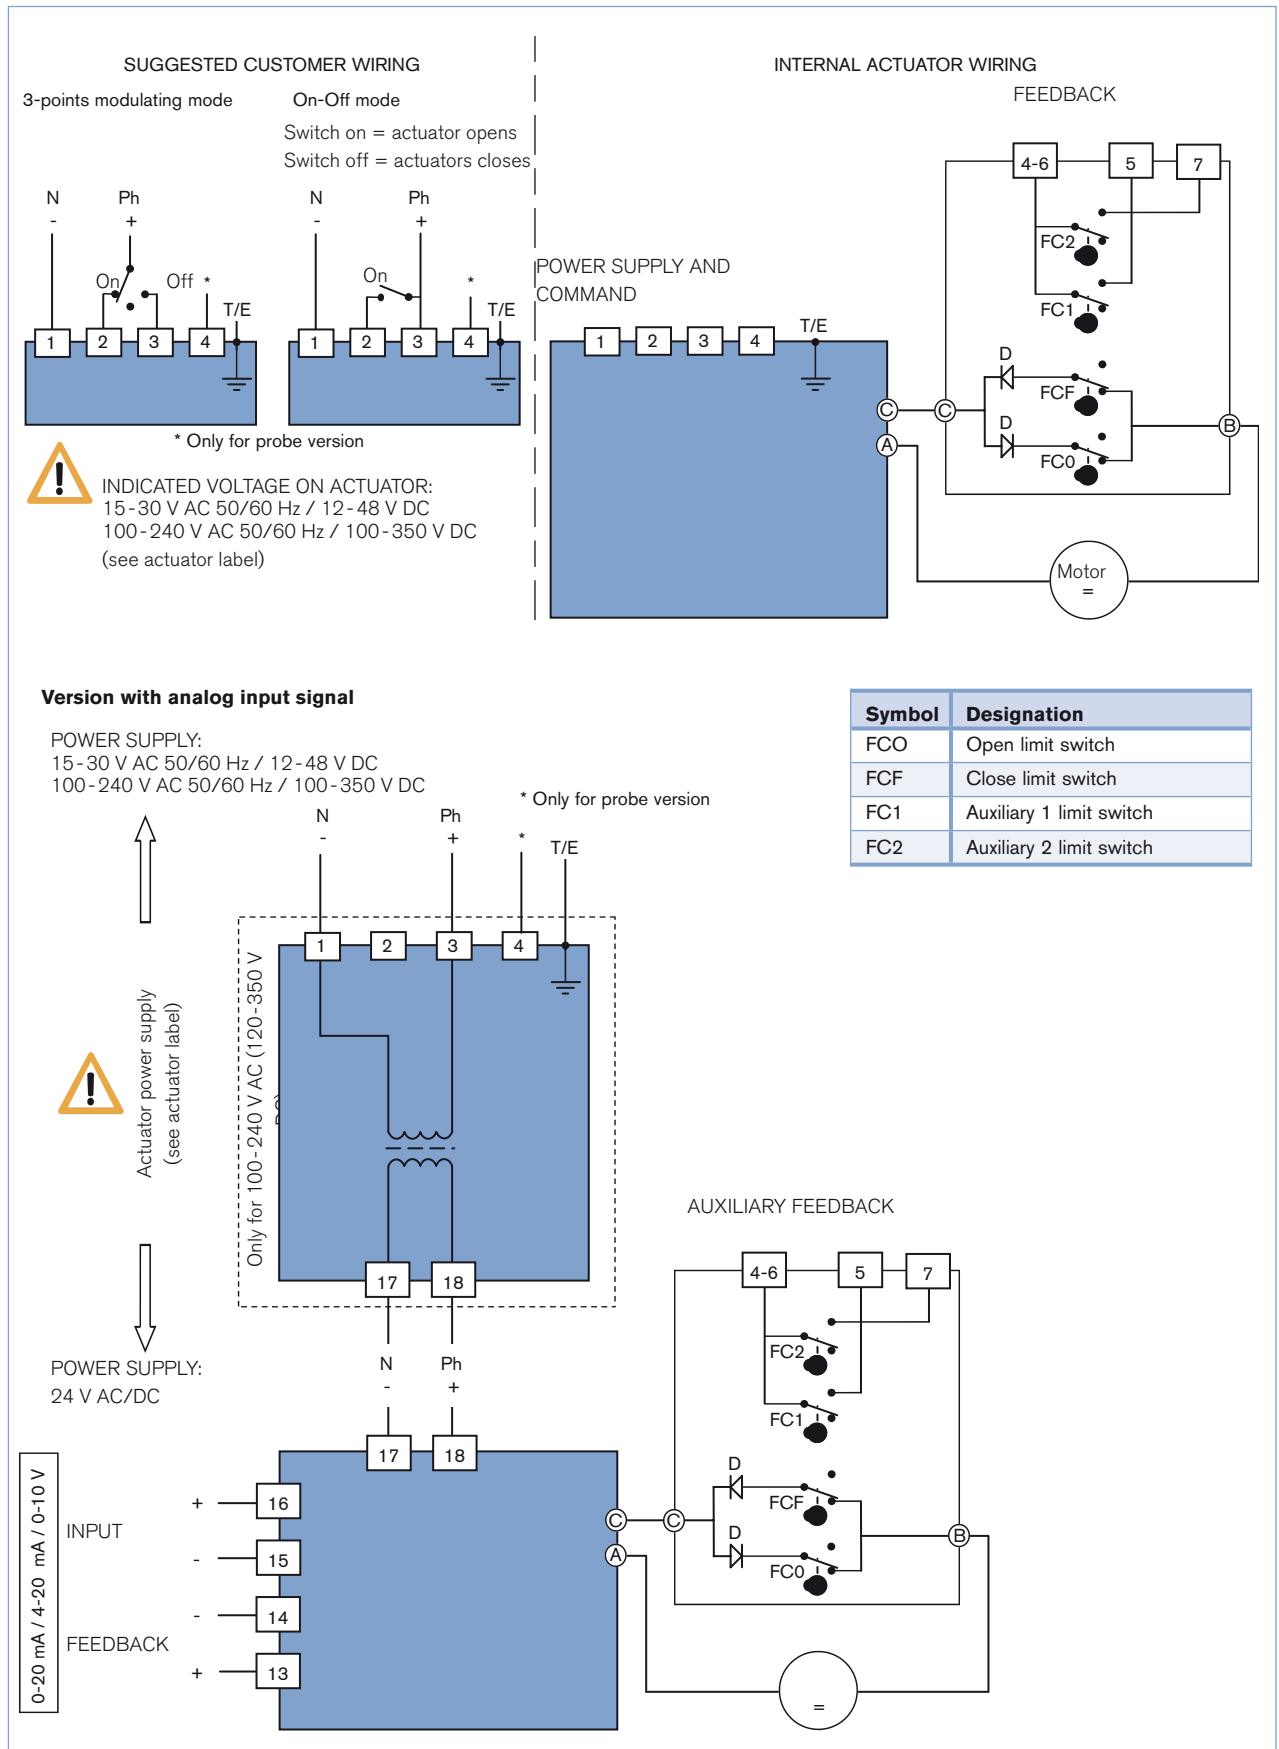 SUGGESTED CUSTOMER WIRING
3-points modulating mode
On-Off mode
Switch on = actuator opens
Switch off = actuators closes
N
-
Ph
+
On
Off
*
T/E
1
2
3
4
N
-
Ph
+
On
*
T/E
1
2
3
4
* Only for probe version
INDICATED VOLTAGE ON ACTUATOR:
15-30 V AC 50/60 Hz / 12-48 V DC
100-240 V AC 50/60 Hz / 100-350 V DC
(see actuator label)
INTERNAL ACTUATOR WIRING
FEEDBACK
POWER SUPPLY AND
COMMAND
1
2
3
4
T/E
C
A
4-6
5
7
FC2
FC1
D
FCF
C
D
FC0
B
Motor
=
Version with analog input signal
POWER SUPPLY:
15-30 V AC 50/60 Hz / 12-48 V DC
100-240 V AC 50/60 Hz / 100-350 V DC
* Only for probe version
N
-
Ph
+
*
T/E
1
2
3
4
Only for 100-240 V AC (120-350 V
Actuator power supply
(see actuator label)
17
18
N
-
Ph
+
POWER SUPPLY:
24 V AC/DC
17
18
0-20 mA / 4-20 mA / 0-10 V
INPUT
FEEDBACK
+
16
-
15
-
14
+
13
C
A
AUXILIARY FEEDBACK
4-6
5
7
FC2
FC1
D
FCF
C
D
FC0
B
=
Symbol Designation
FCO Open limit switch
FCF Close limit switch
FC1 Auxiliary 1 limit switch
FC2 Auxiliary 2 limit switch